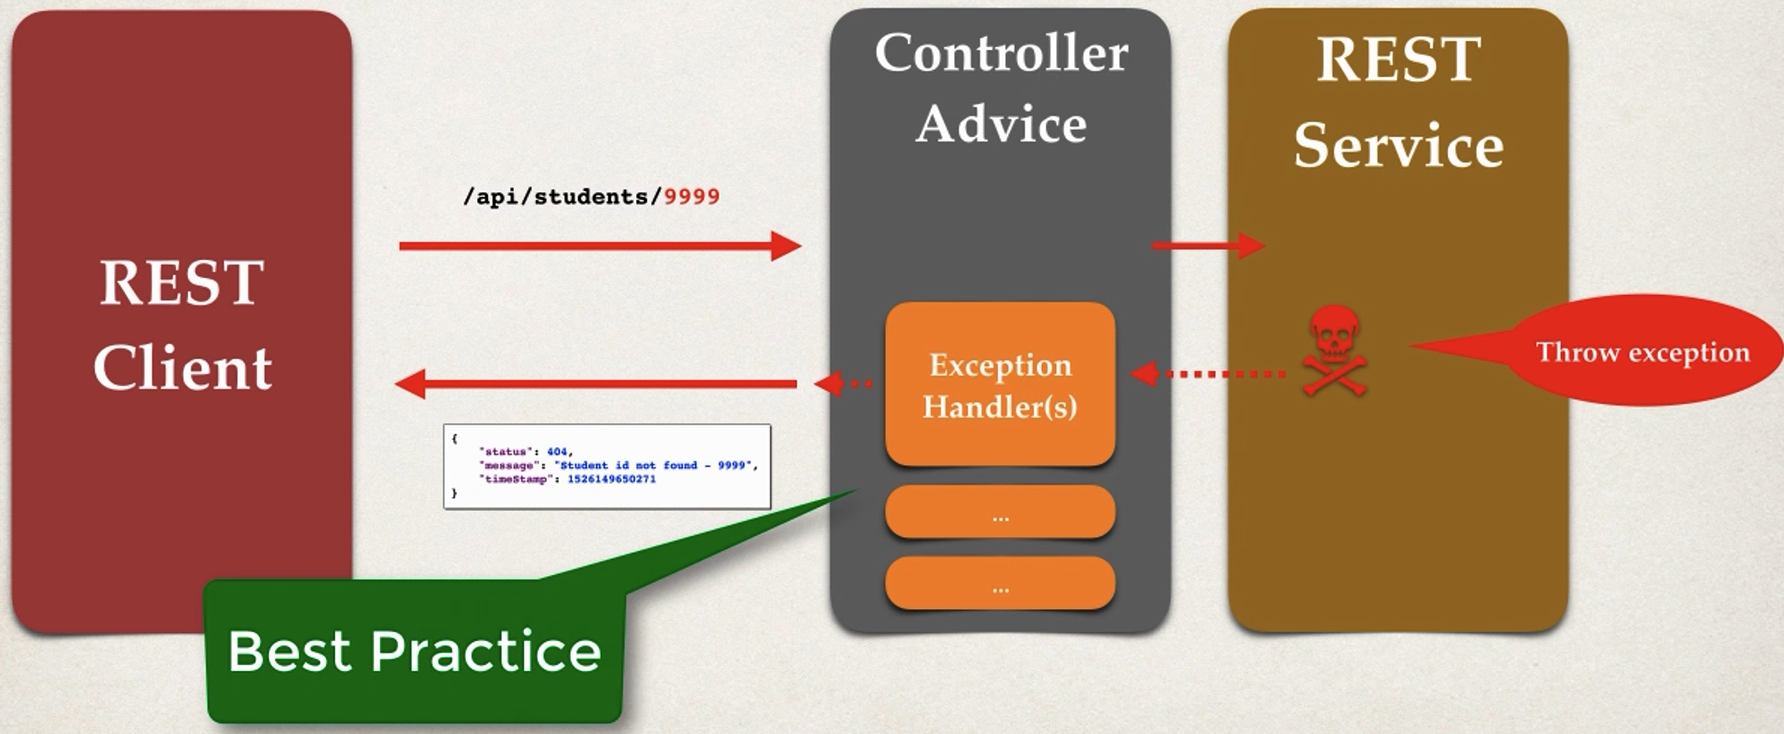 REST
Client
/api/students/9999
{
"status": 404,
"message": "Student id not found - 9999",
"timeStamp": 1526149650271
}
Best Practice
Controller
Advice
Exception
Handler(s)
...
...
REST
Service
Throw exception